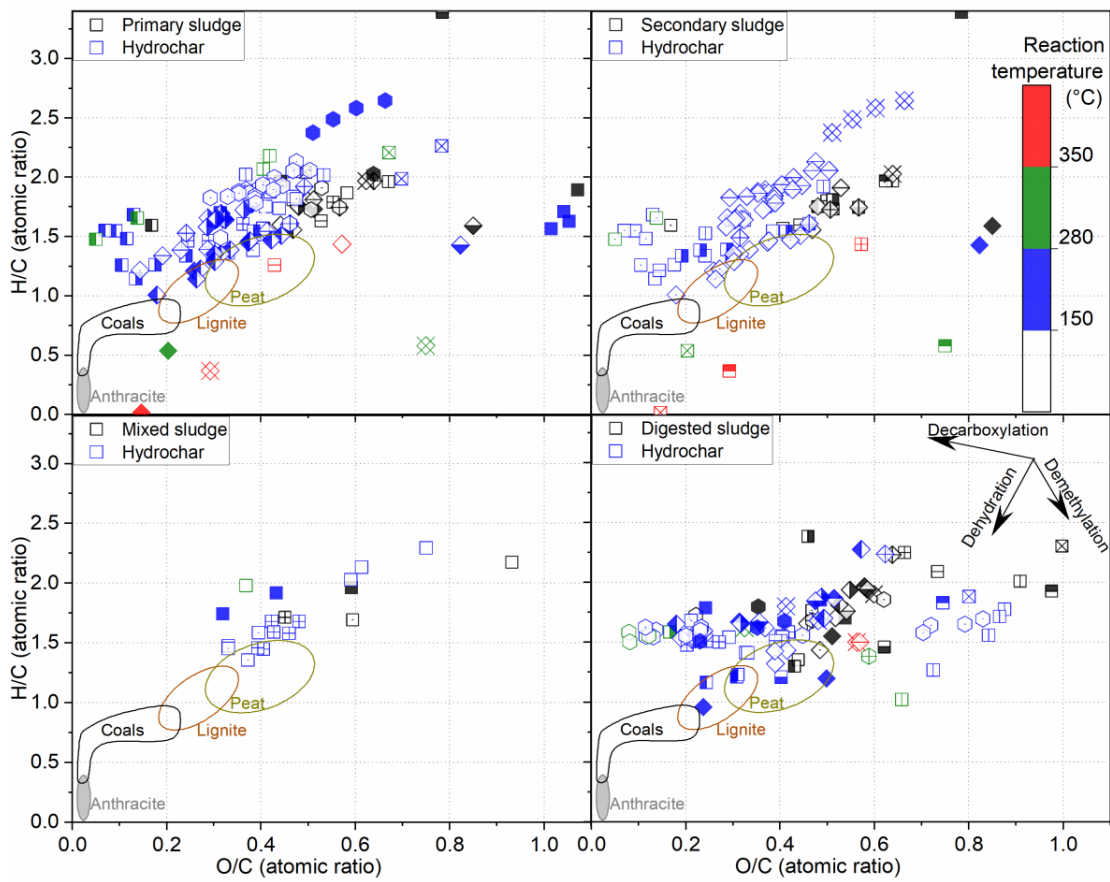 Primary sludge
Hydrochar
Secondary sludge
Hydrochar
Reaction
temperature
(°C)
350
280
150
3.0
2.5
2.0
1.5
1.0
0.5
0.0
H/C (atomic ratio)
Coals
Peat
Lignite
Anthracite
Coals
Peat
Lignite
Anthracite
Mixed sludge
Hydrochar
Digested sludge
Hydrochar
Decarboxylation
Dehydration
Demethylation
3.0
2.5
2.0
1.5
1.0
0.5
0.0
H/C (atomic ratio)
Coals
Peat
Lignite
Anthracite
Coals
Peat
Lignite
Anthracite
0.0 0.2 0.4 0.6 0.8 1.0
0.2 0.4 0.6 0.8 1.0
O/C (atomic ratio)
O/C (atomic ratio)